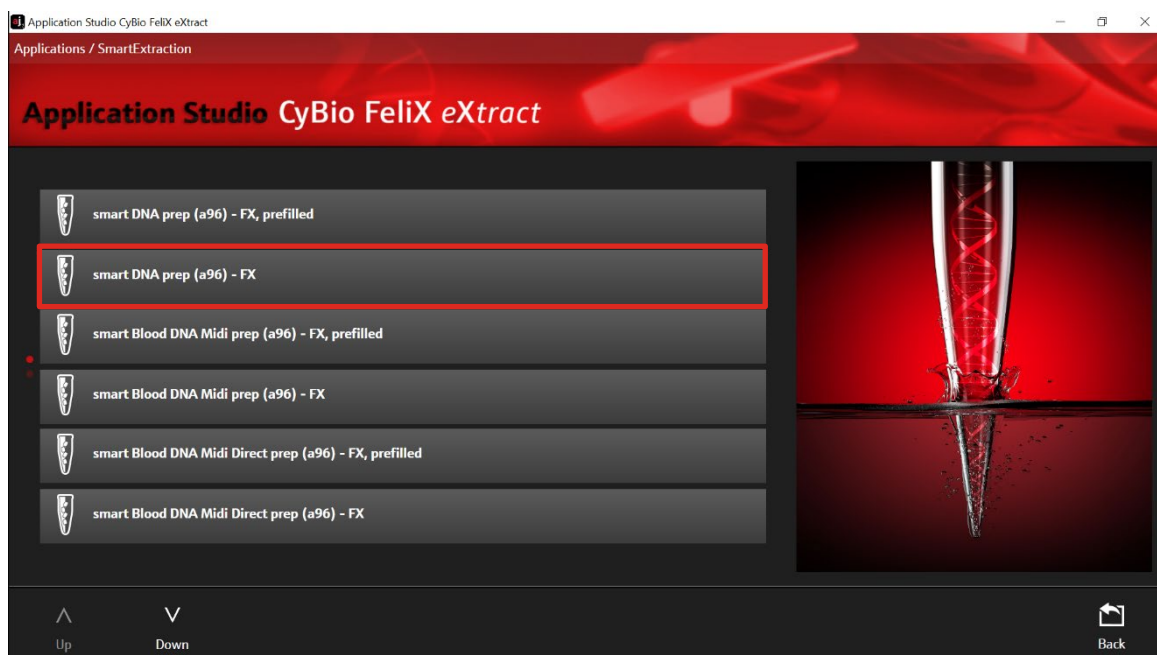 Application Studio CyBio FeliX eXtract
Applications / SmartExtraction
Application Studio CyBio FeliX eXtract
smart DNA prep (a96) - FX, prefilled
smart DNA prep (a96) - FX
smart Blood DNA Midi prep (a96) - FX, prefilled
smart Blood DNA Midi prep (a96) - FX
smart Blood DNA Midi Direct prep (a96) - FX, prefilled
smart Blood DNA Midi Direct prep (a96) - FX
Up
Down
Back